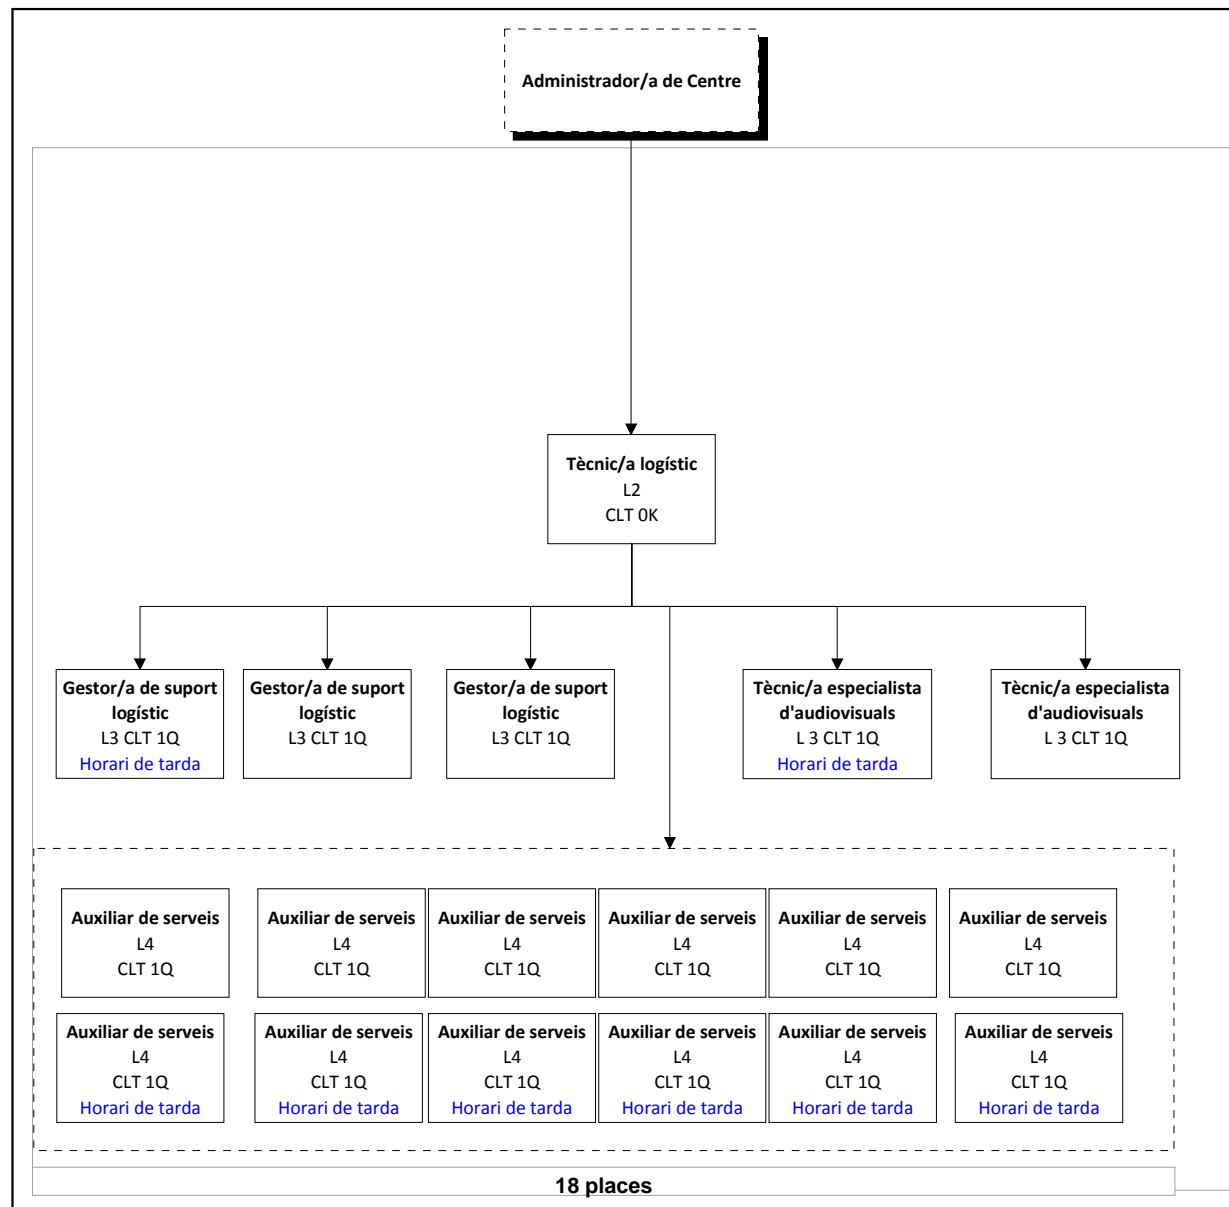 Administrador/a de Centre
Tècnic/a logístic
L2
CLT 0K
Gestor/a de suport
logístic
L3 CLT 1Q
Horari de tarda
Gestor/a de suport
logístic
L3 CLT 1Q
Gestor/a de suport
logístic
L3 CLT 1Q
Tècnic/a especialista
d'audiovisuals
L 3 CLT 1Q
Horari de tarda
Tècnic/a especialista
d'audiovisuals
L 3 CLT 1Q
Auxiliar de serveis
L4
CLT 1Q
Auxiliar de serveis
L4
CLT 1Q
Auxiliar de serveis
L4
CLT 1Q
Auxiliar de serveis
L4
CLT 1Q
Auxiliar de serveis
L4
CLT 1Q
Auxiliar de serveis
L4
CLT 1Q
Auxiliar de serveis
L4
CLT 1Q
Horari de tarda
Auxiliar de serveis
L4
CLT 1Q
Horari de tarda
Auxiliar de serveis
L4
CLT 1Q
Horari de tarda
Auxiliar de serveis
L4
CLT 1Q
Horari de tarda
Auxiliar de serveis
L4
CLT 1Q
Horari de tarda
Auxiliar de serveis
L4
CLT 1Q
Horari de tarda
18 places